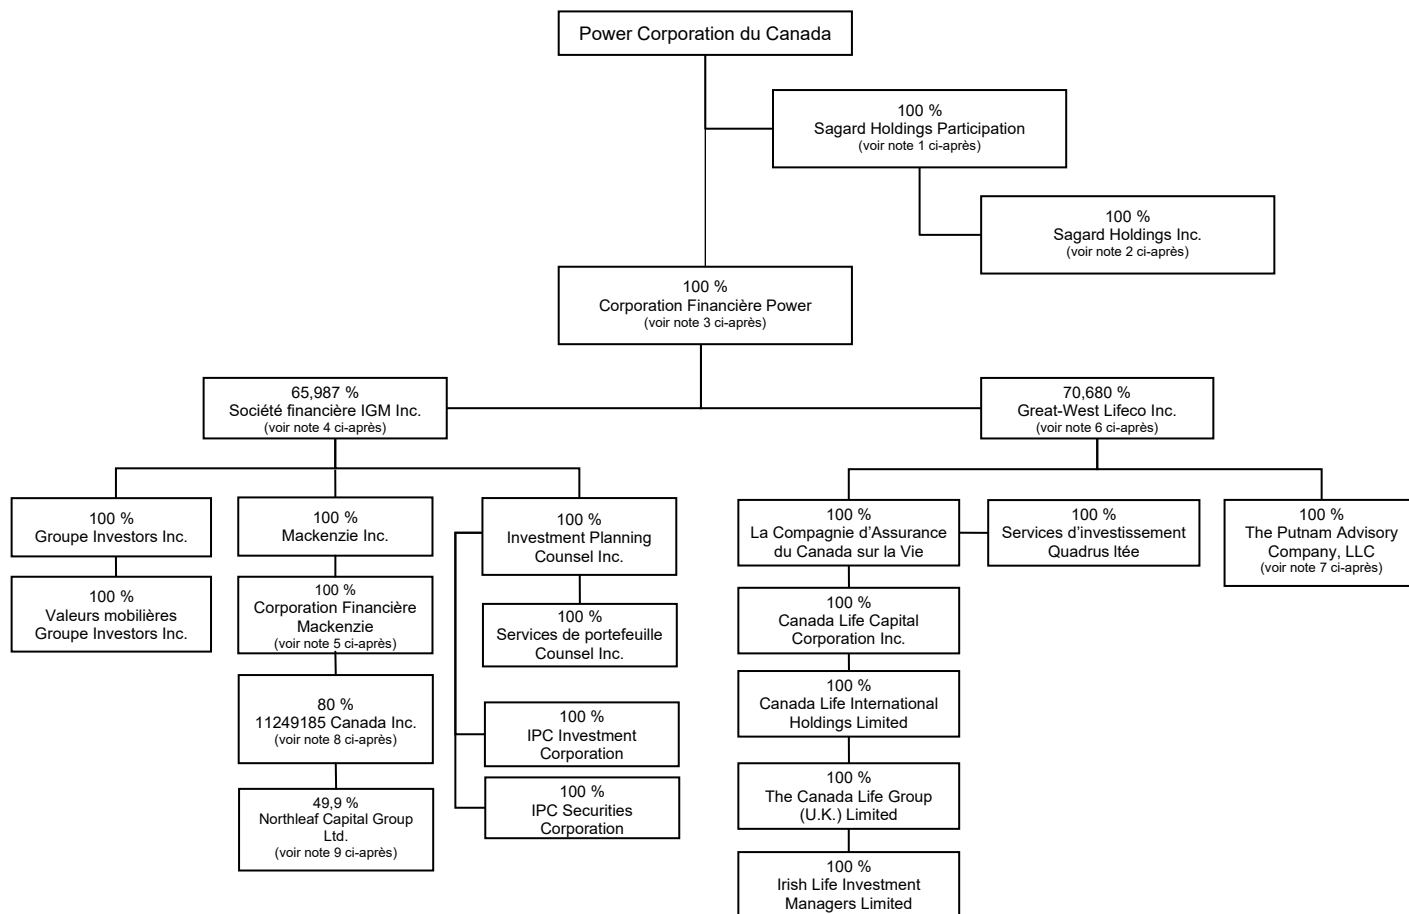 Power Corporation du Canada
100 %
Sagard Holdings Participation
(voir note 1 ci-après)
100 %
Sagard Holdings Inc.
(voir note 2 ci-après)
100 %
Corporation Financière Power
(voir note 3 ci-après)
65,987 %
Société financière IGM Inc.
(voir note 4 ci-après)
70,680 %
Great-West Lifeco Inc.
(voir note 6 ci-après)
100 %
Groupe Investors Inc.
100 %
Valeurs mobilières
Groupe Investors Inc.
100 %
Mackenzie Inc.
100 %
Corporation Financière
Mackenzie
(voir note 5 ci-après)
80 %
11249185 Canada Inc.
(voir note 8 ci-après)
49,9 %
Northleaf Capital Group
Ltd.
(voir note 9 ci-après)
100 %
Investment Planning
Counsel Inc.
100 %
Services de portefeuille
Counsel Inc.
100 %
IPC Investment
Corporation
100 %
IPC Securities
Corporation
100 %
La Compagnie d’Assurance
du Canada sur la Vie
100 %
Services d’investissement
Quadrus ltée
100 %
The Putnam Advisory
Company, LLC
(voir note 7 ci-après)
100 %
Canada Life Capital
Corporation Inc.
100 %
Canada Life International
Holdings Limited
100 %
The Canada Life Group
(U.K.) Limited
100 %
Irish Life Investment
Managers Limited